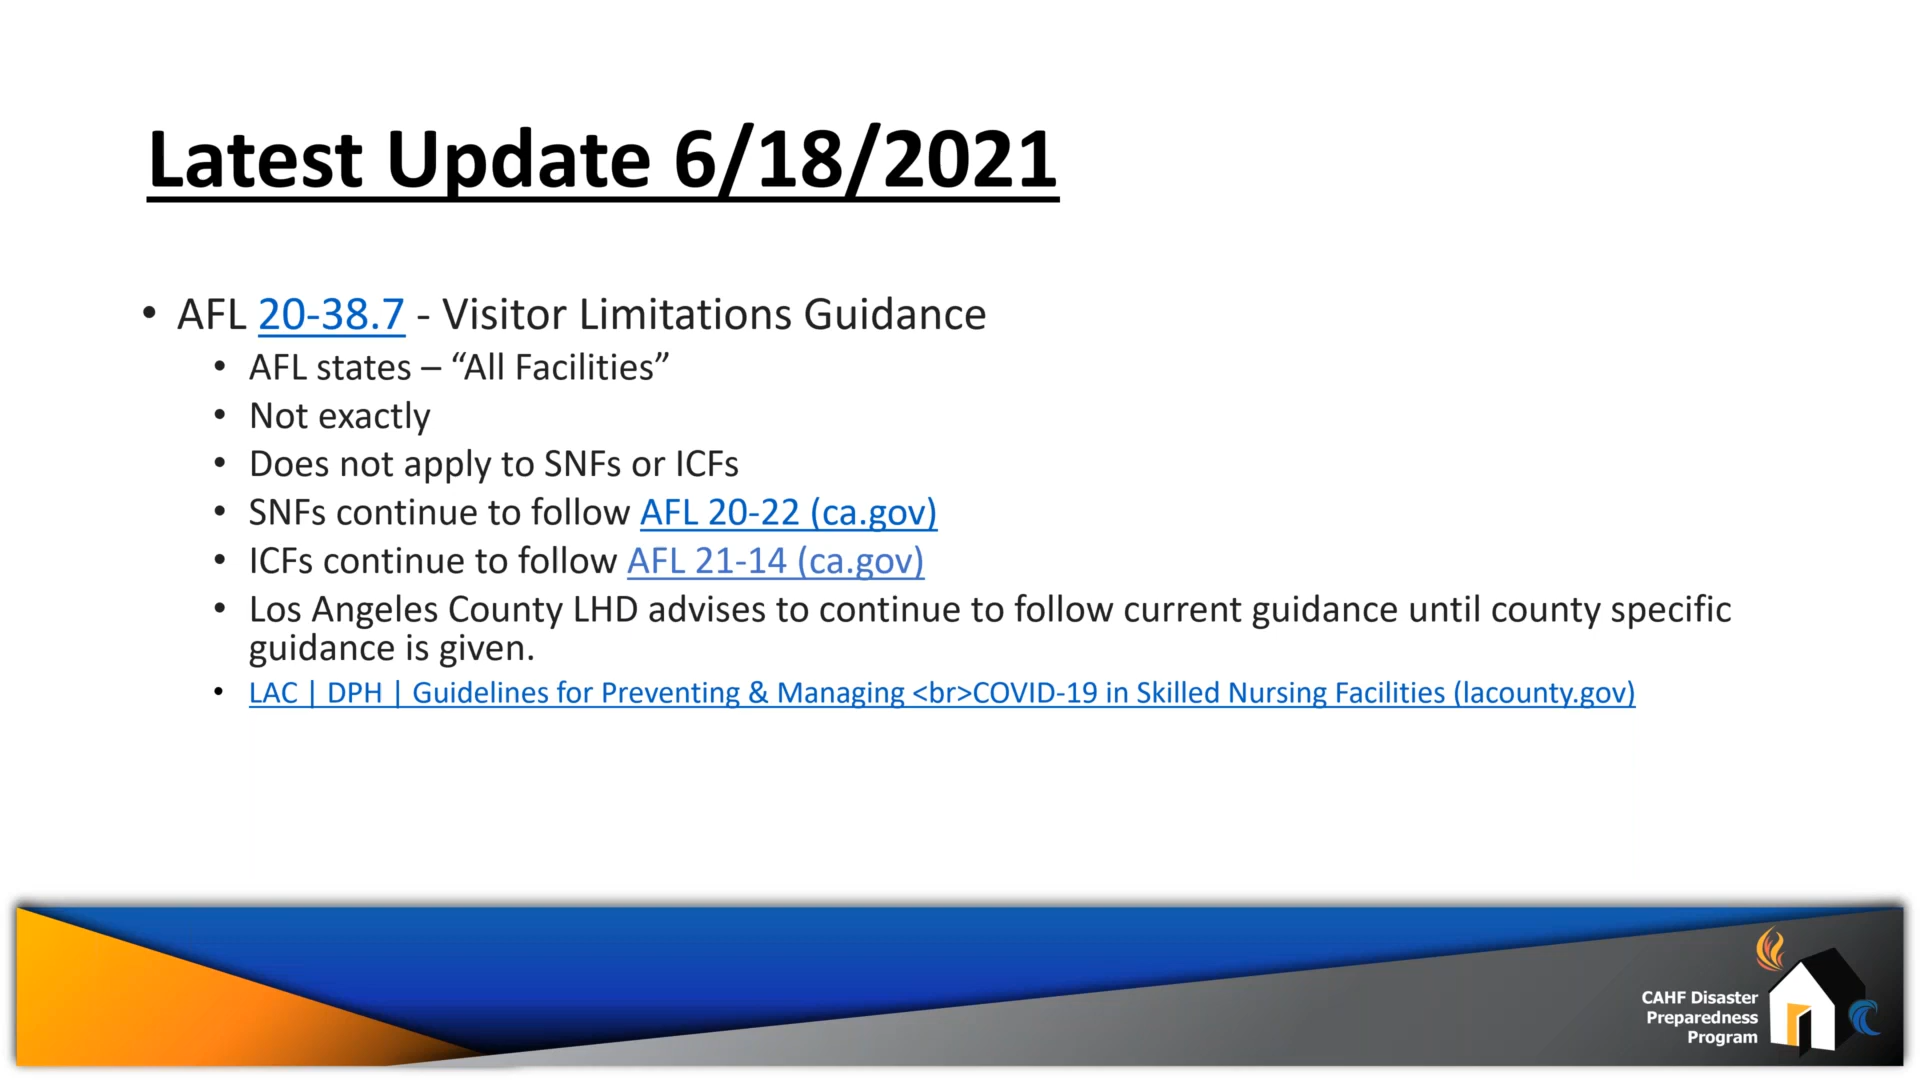 Latest Update 6/18/2021
• AFL 20-38.7 - Visitor Limitations Guidance
• AFL states – “All Facilities”
• Not exactly
• Does not apply to SNFs or ICFs
• SNFs continue to follow AFL 20-22 (ca.gov)
• ICFs continue to follow AFL 21-14 (ca.gov)
• Los Angeles County LHD advises to continue to follow current guidance until county specific
guidance is given.
• LAC | DPH | Guidelines for Preventing & Managing <br>COVID-19 in Skilled Nursing Facilities (lacounty.gov)
CAHF Disaster
Preparedness
Program